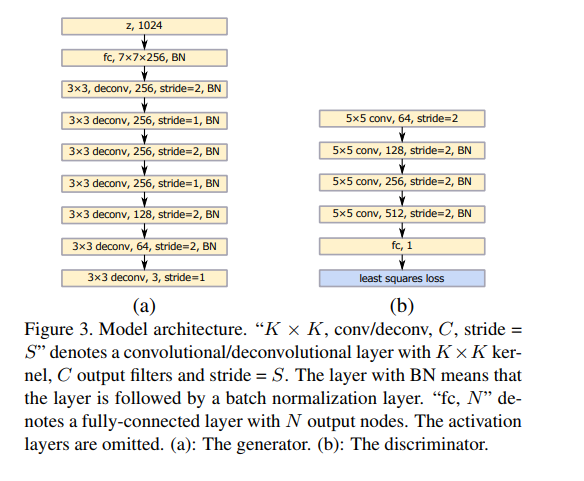 z, 1024
fc, 7×7×256, BN
3×3, deconv, 256, stride=2, BN
3×3 deconv, 256, stride=1, BN
3×3 deconv, 256, stride=2, BN
3×3 deconv, 256, stride=1, BN
3×3 deconv, 128, stride=2, BN
3×3 deconv, 64, stride=2, BN
3×3 deconv, 3, stride=1
(a)
5×5 conv, 64, stride=2
5×5 conv, 128, stride=2, BN
5×5 conv, 256, stride=2, BN
5×5 conv, 512, stride=2, BN
fc, 1
least squares loss
(b)
Figure 3. Model architecture. “K × K, conv/deconv, C, stride =
S” denotes a convolutional/deconvolutional layer with K × K ker-
nel, C output filters and stride = S. The layer with BN means that
the layer is followed by a batch normalization layer. “fc, N” de-
notes a fully-connected layer with N output nodes. The activation
layers are omitted. (a): The generator. (b): The discriminator.